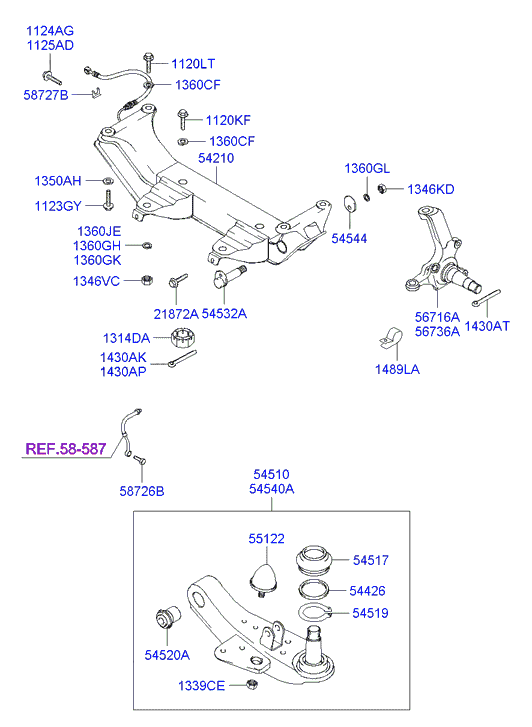 1124AG
1125AD
58727B
1120LT
1360CF
1120KF
1360CF
54210
1350AH
1123GY
1360GL
1346KD
54544
1360JE
1360GH
1360GK
1346VC
21872A
54532A
1314DA
1430AK
1430AP
56716A
56736A
1430AT
1489LA
REF.58-587
58726B
54510
54540A
55122
54517
54426
54519
54520A
1339CE